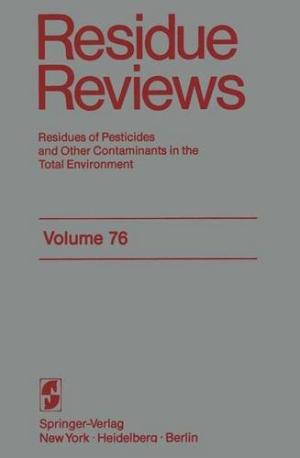 Residue
Reviews
Residues of Pesticides
and Other Contaminants in the
Total Environment
Volume 76
Springer-Verlag
New York · Heidelberg · Berlin